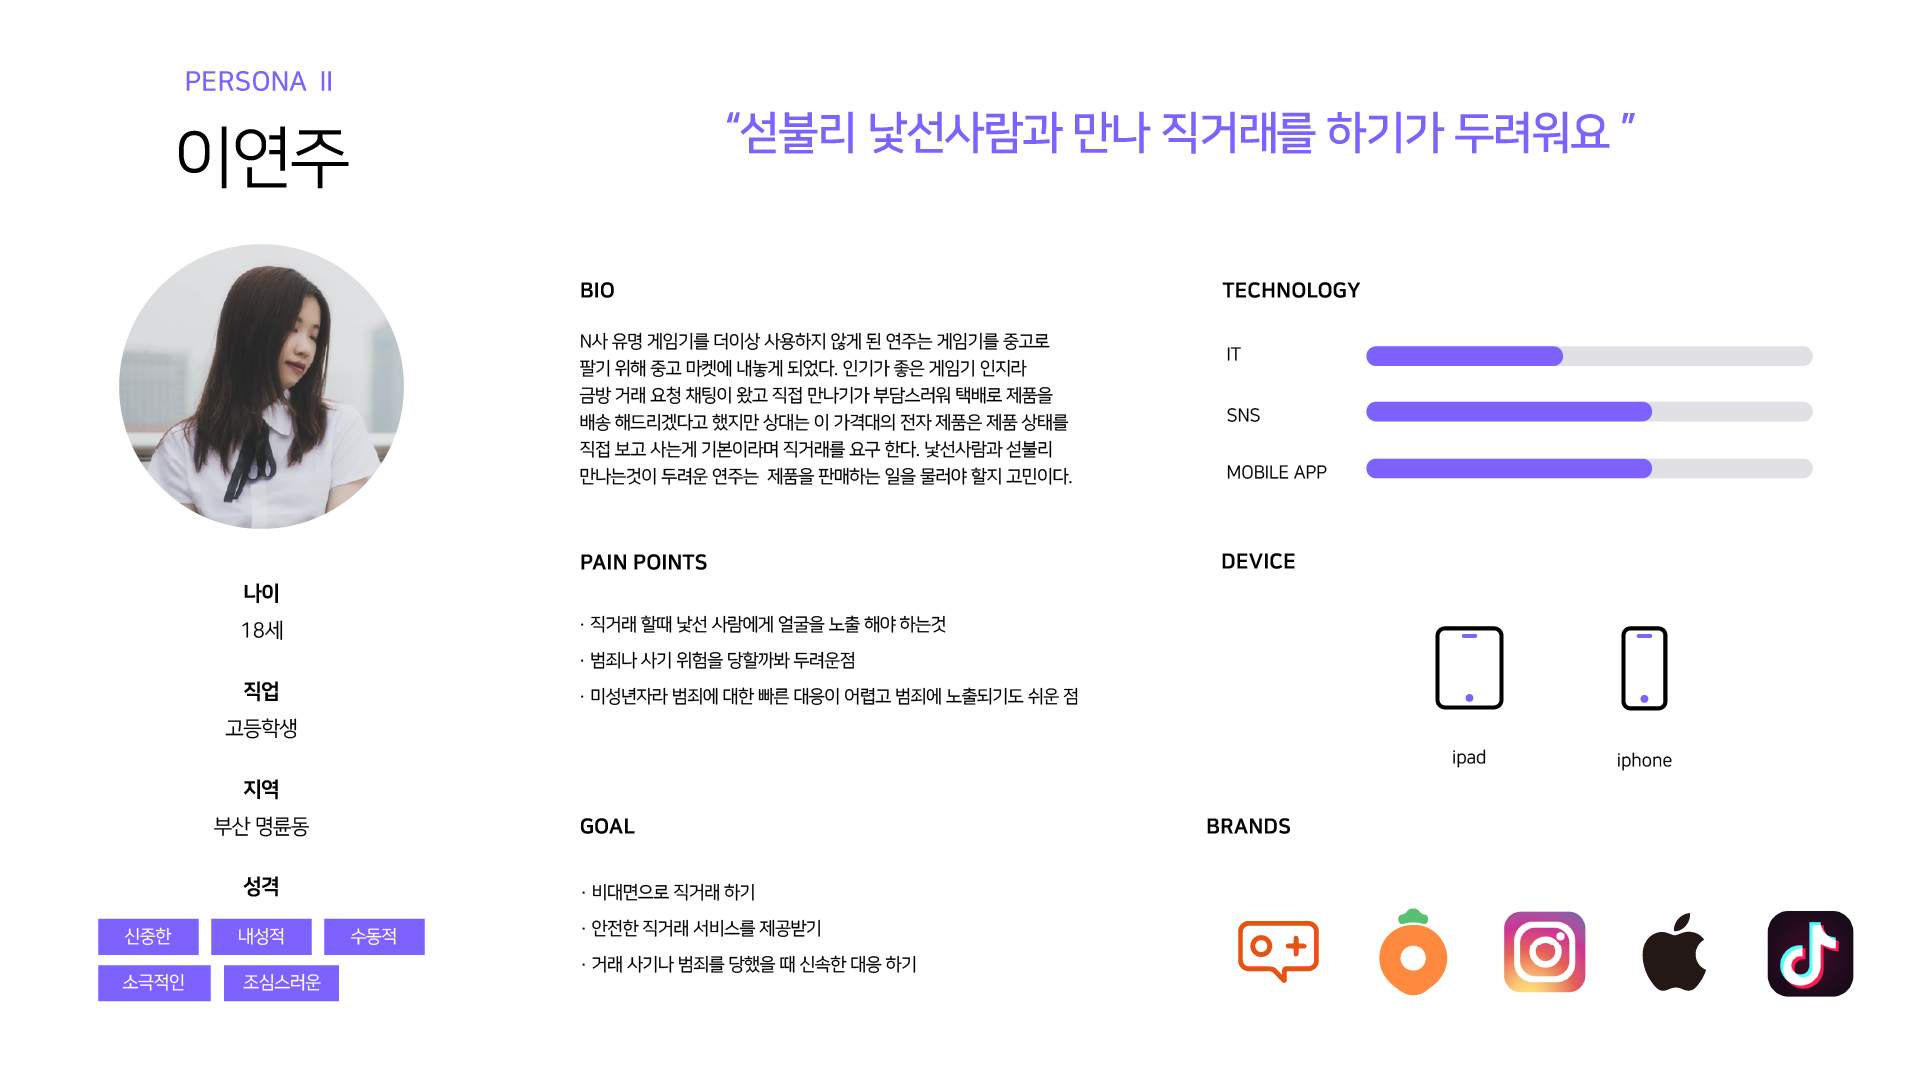 PERSONA II
이연주
“섣불리 낯선사람과 만나 직거래를 하기가 두려워요 ”
나이
18세
직업
고등학생
지역
부산 명륜동
성격
신중한
내성적
수동적
소극적인
조심스러운
BIO
N사 유명 게임기를 더이상 사용하지 않게 된 연주는 게임기를 중고로
팔기 위해 중고 마켓에 내놓게 되었다. 인기가 좋은 게임기 인지라
금방 거래 요청 채팅이 왔고 직접 만나기가 부담스러워 택배로 제품을
배송 해드리겠다고 했지만 상대는 이 가격대의 전자 제품은 제품 상태를
직접 보고 사는게 기본이라며 직거래를 요구 한다. 낯선사람과 섣불리
만나는것이 두려운 연주는  제품을 판매하는 일을 물러야 할지 고민이다.
PAIN POINTS
· 직거래 할때 낯선 사람에게 얼굴을 노출 해야 하는것
· 범죄나 사기 위험을 당할까봐 두려운점
· 미성년자라 범죄에 대한 빠른 대응이 어렵고 범죄에 노출되기도 쉬운 점
GOAL
· 비대면으로 직거래 하기
· 안전한 직거래 서비스를 제공받기
· 거래 사기나 범죄를 당했을 때 신속한 대응 하기
TECHNOLOGY
IT
SNS
MOBILE APP
DEVICE
ipad
iphone
BRANDS